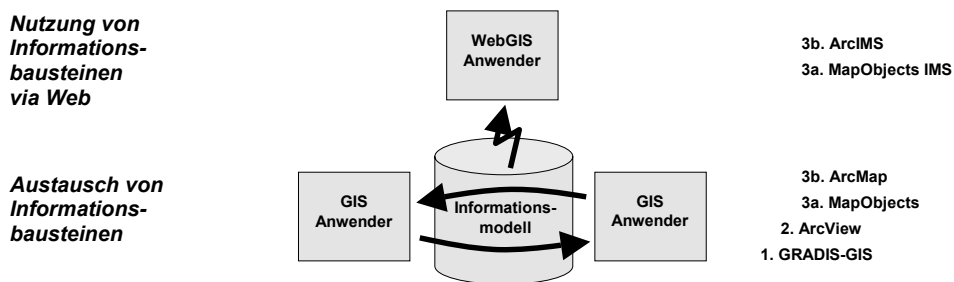 Nutzung von
Informations-
bausteinen
via Web
WebGIS
Anwender
3b. ArcIMS
3a. MapObjects IMS
Austausch von
Informations-
bausteinen
GIS
Anwender
Informations-
modell
GIS
Anwender
3b. ArcMap
3a. MapObjects
2. ArcView
1. GRADIS-GIS